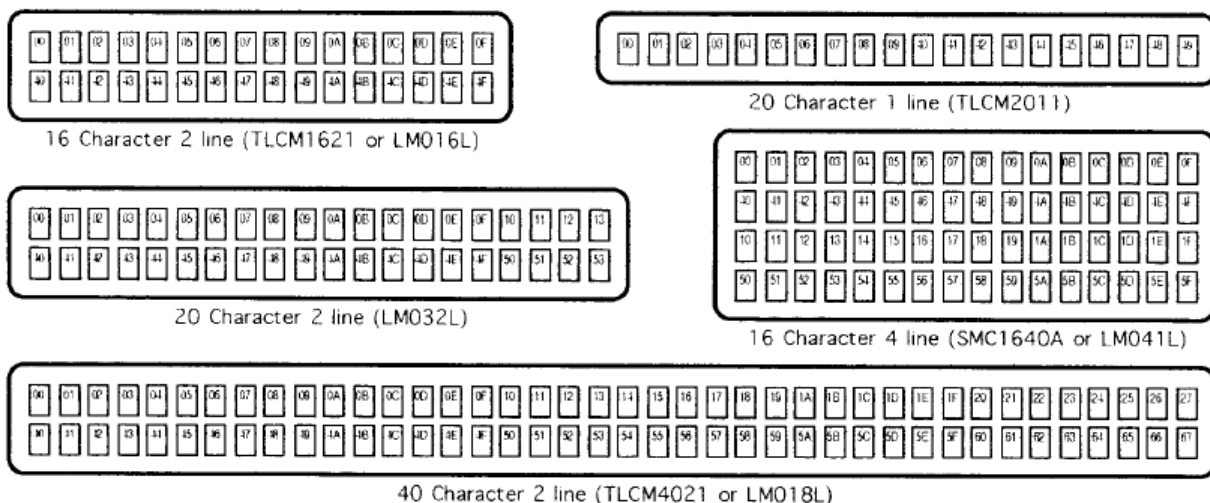 00 01 02 03 04 05 06 07 08 09 0A 0B 0C 0D 0E 0F
40 41 42 43 44 45 46 47 48 49 4A 4B 4C 4D 4E 4F
16 Character 2 line (TLCM1621 or LM016L)
00 01 02 03 04 05 06 07 08 09 40 41 42 43 44 45 46 47 48 49
20 Character 1 line (TLCM2011)
00 01 02 03 04 05 06 07 08 09 0A 0B 0C 0D 0E 0F 10 11 12 13
40 41 42 43 44 45 46 47 48 49 4A 4B 4C 4D 4E 4F 50 51 52 53
20 Character 2 line (LM032L)
00 01 02 03 04 05 06 07 08 09 0A 0B 0C 0D 0E 0F
40 41 42 43 44 45 46 47 48 49 4A 4B 4C 4D 4E 4F
10 11 12 13 14 15 16 17 18 19 1A 1B 1C 1D 1E 1F
50 51 52 53 54 55 56 57 58 59 5A 5B 5C 5D 5E 5F
16 Character 4 line (SMC1640A or LM041L)
00 01 02 03 04 05 06 07 08 09 0A 0B 0C 0D 0E 0F 10 11 12 13 14 15 16 17 18 19 1A 1B 1C 1D 1E 1F 20 21 22 23 24 25 26 27
40 41 42 43 44 45 46 47 48 49 4A 4B 4C 4D 4E 4F 50 51 52 53 54 55 56 57 58 59 5A 5B 5C 5D 5E 5F 60 61 62 63 64 65 66 67
40 Character 2 line (TLCM4021 or LM018L)